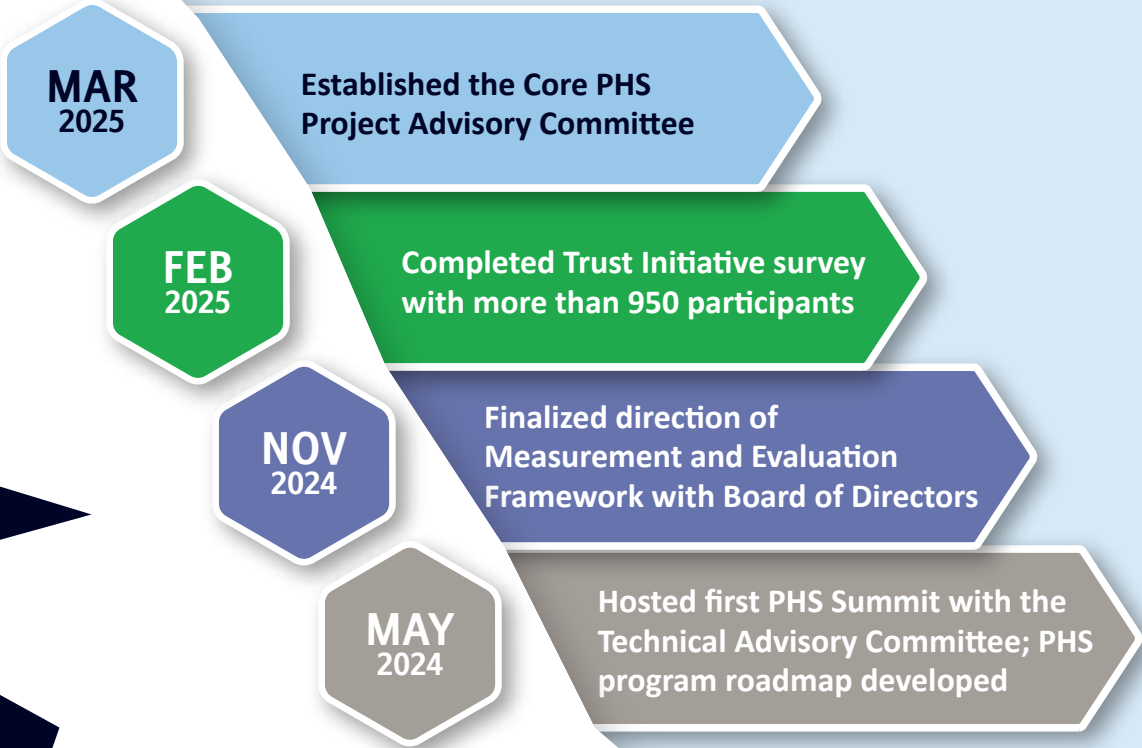 MAR
2025
Established the Core PHS
Project Advisory Committee
FEB
2025
Completed Trust Initiative survey
with more than 950 participants
NOV
2024
Finalized direction of
Measurement and Evaluation
Framework with Board of Directors
MAY
2024
Hosted first PHS Summit with the
Technical Advisory Committee; PHS
program roadmap developed